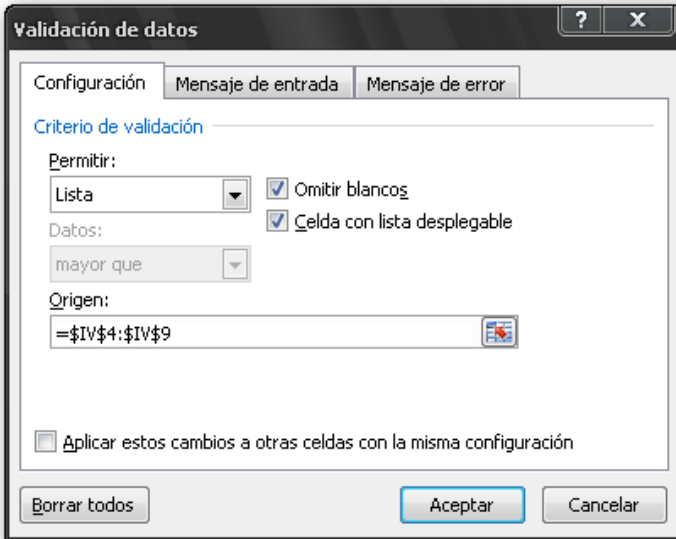 Validación de datos
? X
Configuración Mensaje de entrada Mensaje de error
Criterio de validación
Permitir:
Lista
Omitir blancos
Celda con lista desplegable
Datos:
mayor que
Origen:
=$IV$4:$IV$9
Aplicar estos cambios a otras celdas con la misma configuración
Borrar todos Aceptar Cancelar